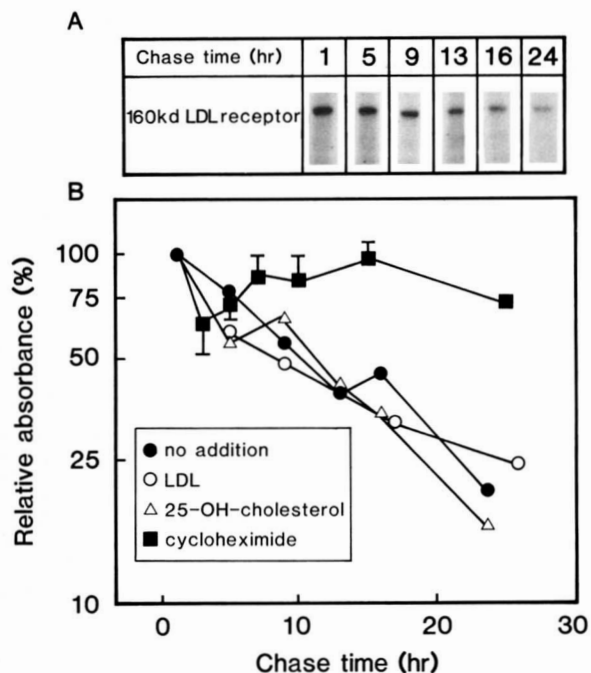 A
Chase time (hr) 1 5 9 13 16 24
160kd LDL receptor
B
Relative absorbance (%)
100
75
50
25
10
no addition
LDL
25-OH-cholesterol
cycloheximide
0 10 20 30
Chase time (hr)